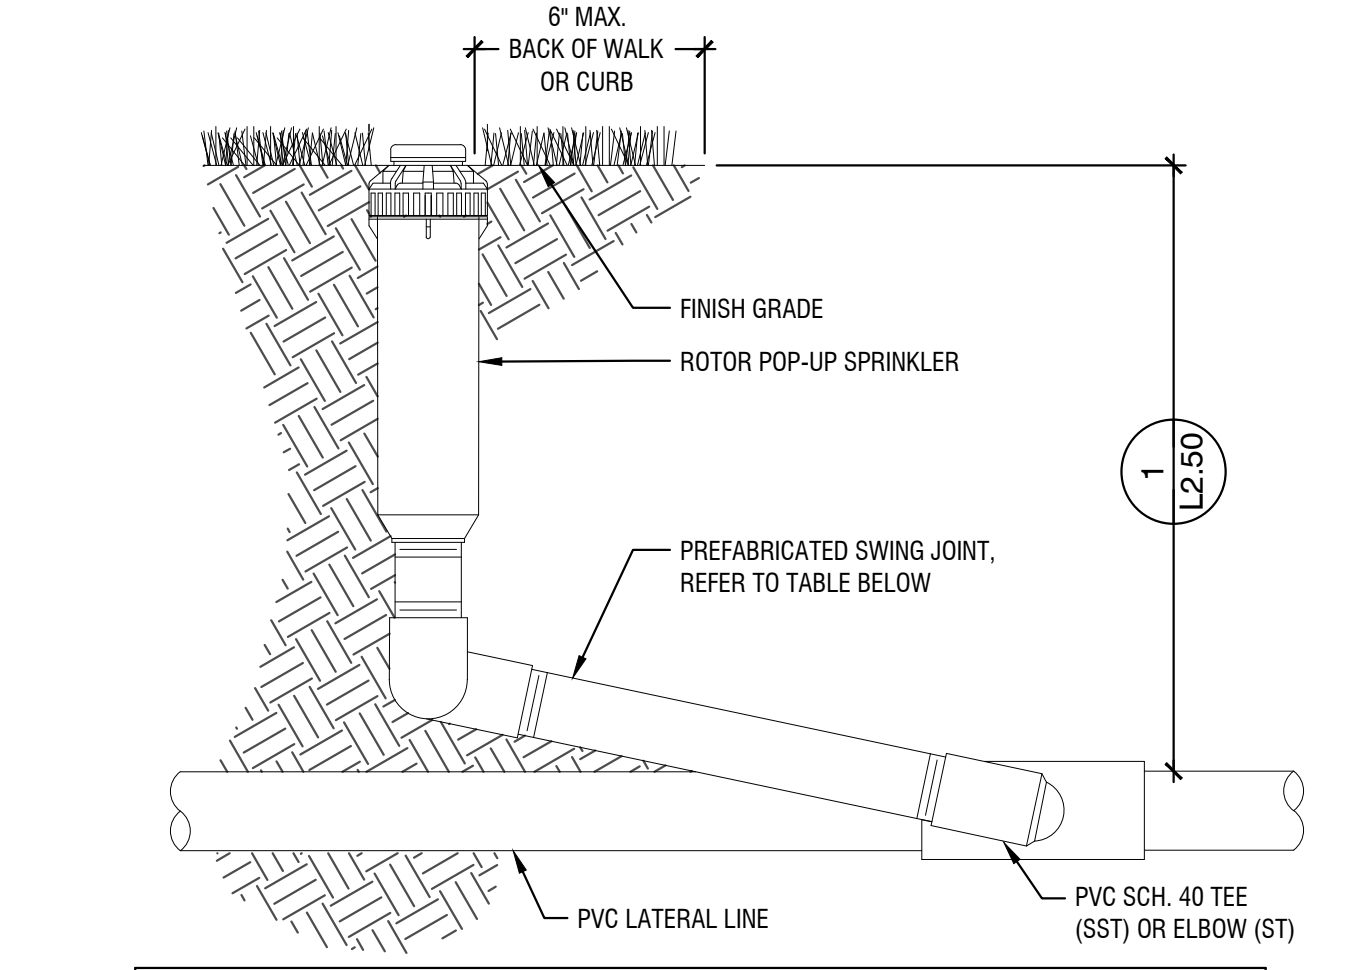 6" MAX.
BACK OF WALK
OR CURB
FINISH GRADE
ROTOR POP-UP SPRINKLER
1
L2.50
PREFABRICATED SWING JOINT,
REFER TO TABLE BELOW
PVC SCH. 40 TEE
(SST) OR ELBOW (ST)
PVC LATERAL LINE